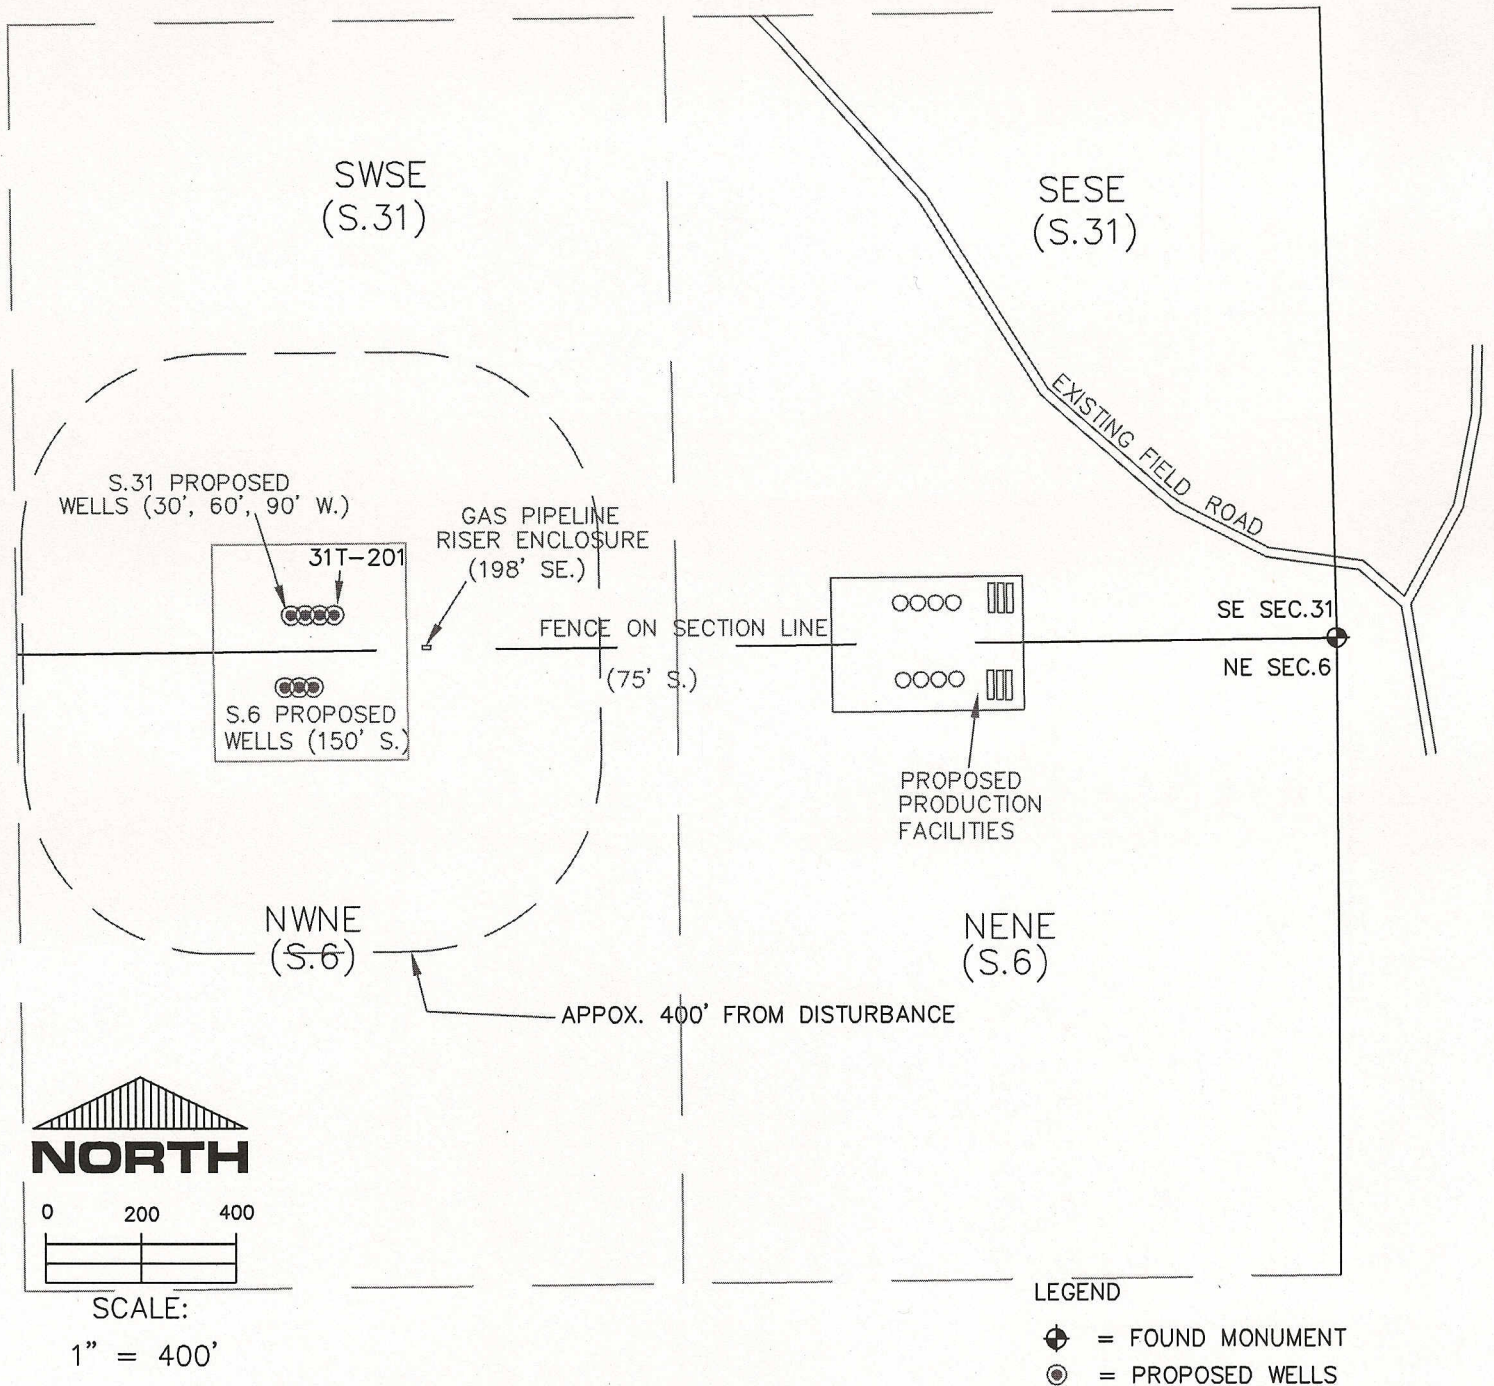 SWSE
(S.31)
SESE
(S.31)
EXISTING FIELD ROAD
S.31 PROPOSED
WELLS (30', 60', 90' W.)
31T-201
GAS PIPELINE
RISER ENCLOSURE
(198' SE.)
FENCE ON SECTION LINE
(75' S.)
SE SEC.31
NE SEC.6
S.6 PROPOSED
WELLS (150' S.)
PROPOSED
PRODUCTION
FACILITIES
NWNE
(S.6)
NENE
(S.6)
APPOX. 400' FROM DISTURBANCE
NORTH
0 200 400
SCALE:
1" = 400'
LEGEND
= FOUND MONUMENT
= PROPOSED WELLS